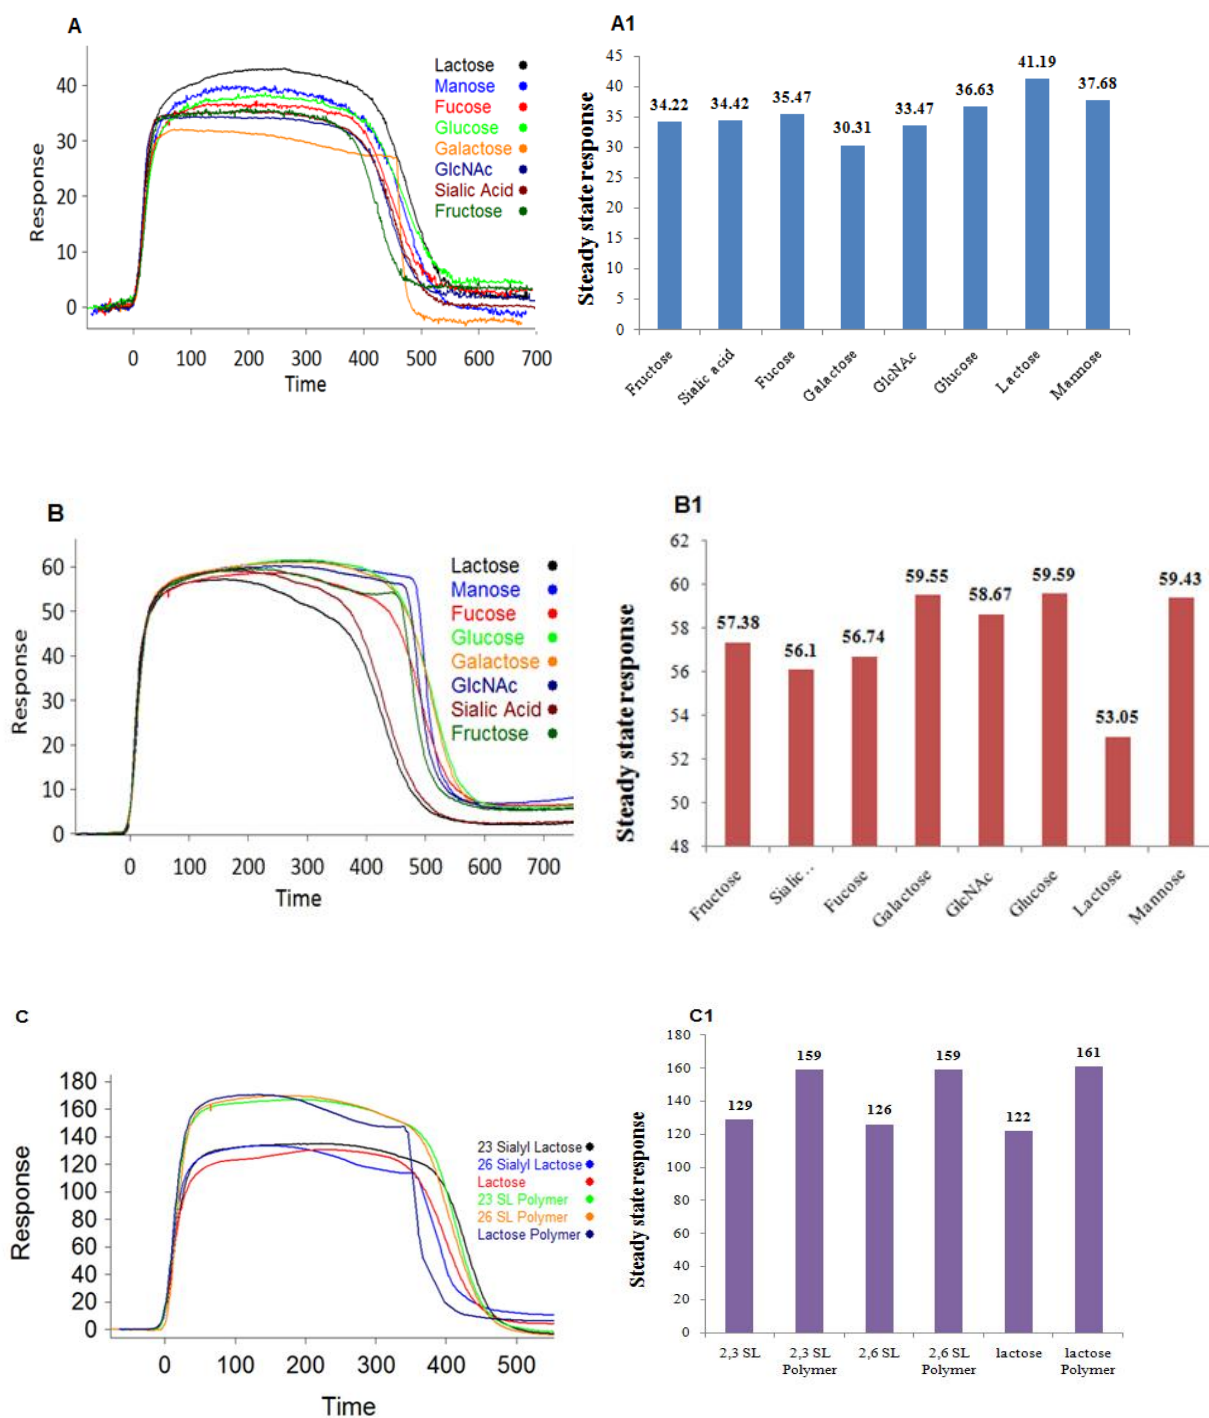 A
Response
40
30
20
10
0
Lactose
Manose
Fucose
Glucose
Galactose
GlcNAc
Sialic Acid
Fructose
0 100 200 300 400 500 600 700
Time
A1
Steady state response
45
40
35
30
25
20
15
10
5
0
34.22 34.42 35.47 30.31 33.47 36.63 41.19 37.68
Fructose Sialic acid Fucose Galactose GlcNAc Glucose Lactose Mannose
B
Response
60
50
40
30
20
10
0
Lactose
Manose
Fucose
Glucose
Galactose
GlcNAc
Sialic Acid
Fructose
0 100 200 300 400 500 600 700
Time
B1
Steady state response
62
60
58
56
54
52
50
48
57.38 56.1 56.74 59.55 58.67 59.59 53.05 59.43
Fructose Sialic .. Fucose Galactose GlcNAc Glucose Lactose Mannose
C
Response
180
160
140
120
100
80
60
40
20
0
23 Sialyl Lactose
26 Sialyl Lactose
Lactose
23 SL Polymer
26 SL Polymer
Lactose Polymer
0 100 200 300 400 500
Time
C1
Steady state response
180
160
140
120
100
80
60
40
20
0
129 159 126 159 122 161
2,3 SL 2,3 SL 2,6 SL 2,6 SL lactose lactose
Polymer Polymer Polymer